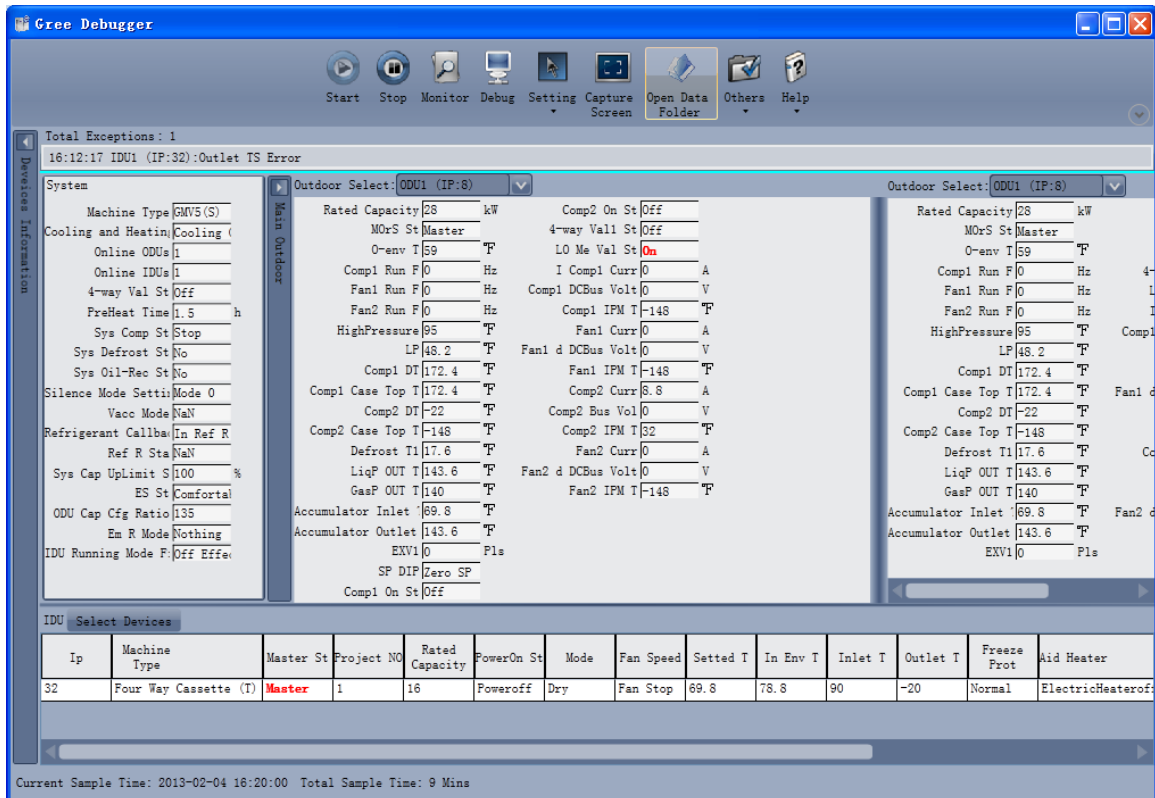 Gree Debugger
Start Stop Monitor Debug Setting Capture Screen Open Data Folder Others Help
Total Exceptions: 1
16:12:17 IDU1 (IP:32):Outlet TS Error
Deveices Information
System
Machine Type GMV5(S)
Cooling and Heatin Cooling
Online ODUs 1
Online IDUs 1
4-way Val St Off
PreHeat Time 1.5 h
Sys Comp St Stop
Sys Defrost St No
Sys Oil-Rec St No
Silence Mode Setti Mode 0
Vacc Mode NaN
Refrigerant Callba In Ref R
Ref R Sta NaN
Sys Cap UpLimit S 100 %
ES St Comforta
ODU Cap Cfg Ratio 135
Em R Mode Nothing
IDU Running Mode F: Off Effe
Main Outdoor
Outdoor Select: ODU1 (IP:8)
Rated Capacity 28 kW
MOrS St Master
O-env T 59 ℉
Comp1 Run F 0 Hz
Fan1 Run F 0 Hz
Fan2 Run F 0 Hz
HighPressure 95 ℉
LP 48.2 ℉
Comp1 DT 172.4 ℉
Comp1 Case Top T 172.4 ℉
Comp2 DT -22 ℉
Comp2 Case Top T -148 ℉
Defrost T1 17.6 ℉
LiqP OUT T 143.6 ℉
GasP OUT T 140 ℉
Accumulator Inlet 69.8 ℉
Accumulator Outlet 143.6 ℉
EXV1 0 Pls
SP DIP Zero SP
Comp1 On St Off
Comp2 On St Off
4-way Val1 St Off
LO Me Val St On
I Comp1 Curr 0 A
Comp1 DCBus Volt 0 V
Comp1 IPM T -148 ℉
Fan1 Curr 0 A
Fan1 d DCBus Volt 0 V
Fan1 IPM T -148 ℉
Comp2 Curr 8.8 A
Comp2 Bus Vol 0 V
Comp2 IPM T 32 ℉
Fan2 Curr 0 A
Fan2 d DCBus Volt 0 V
Fan2 IPM T -148 ℉
Outdoor Select: ODU1 (IP:8)
Rated Capacity 28 kW
MOrS St Master
O-env T 59 ℉
Comp1 Run F 0 Hz 4-
Fan1 Run F 0 Hz L
Fan2 Run F 0 Hz I
HighPressure 95 ℉ Comp1
LP 48.2 ℉
Comp1 DT 172.4 ℉
Comp1 Case Top T 172.4 ℉ Fan1 d
Comp2 DT -22 ℉
Comp2 Case Top T -148 ℉
Defrost T1 17.6 ℉ Co
LiqP OUT T 143.6 ℉
GasP OUT T 140 ℉
Accumulator Inlet 69.8 ℉ Fan2 d
Accumulator Outlet 143.6 ℉
EXV1 0 Pls
IDU Select Devices
Ip Machine Type Master St Project NO Rated Capacity PowerOn St Mode Fan Speed Setted T In Env T Inlet T Outlet T Freeze Prot Aid Heater
32 Four Way Cassette (T) Master 1 16 Poweroff Dry Fan Stop 69.8 78.8 90 -20 Normal ElectricHeaterof
Current Sample Time: 2013-02-04 16:20:00 Total Sample Time: 9 Mins